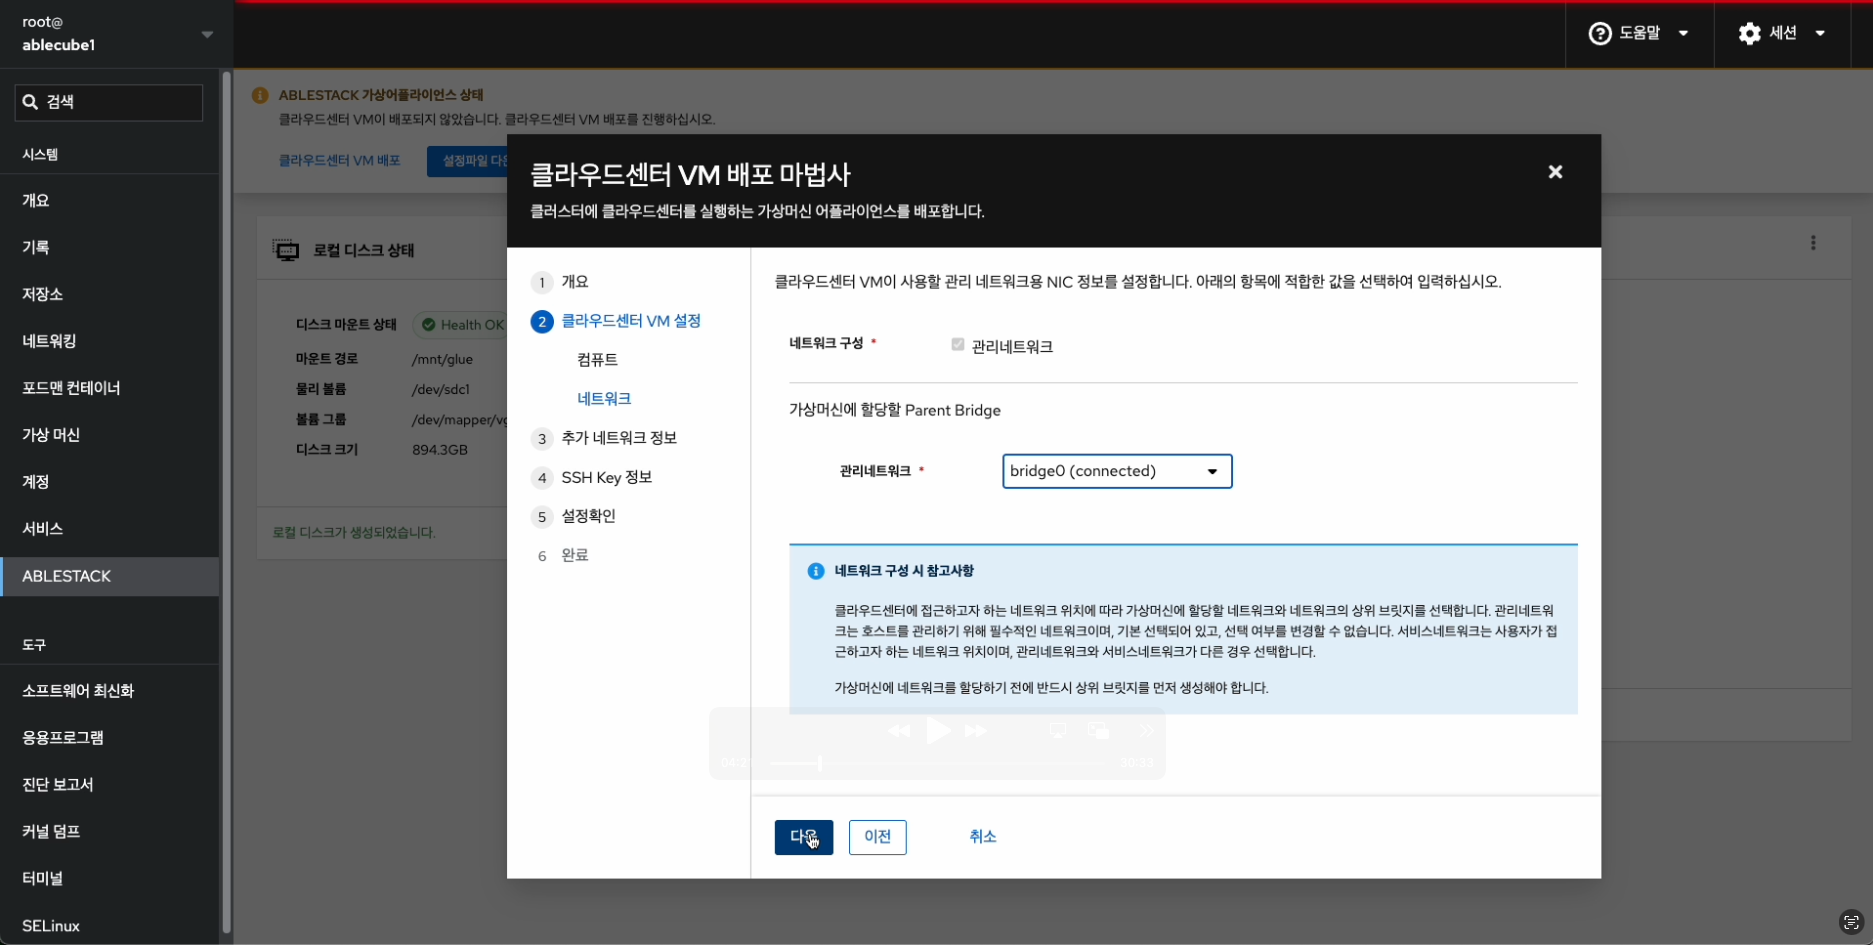 root@
ablecube1
도움말
세션
검색
시스템
개요
기록
저장소
네트워킹
포드맨 컨테이너
가상 머신
계정
서비스
ABLESTACK
도구
소프트웨어 최신화
응용프로그램
진단 보고서
커널 덤프
터미널
SELinux
ABLESTACK 가상어플라이언스 상태
클라우드센터 VM이 배포되지 않았습니다. 클라우드센터 VM 배포를 진행하십시오.
클라우드센터 VM 배포
설정파일 다운
로컬 디스크 상태
디스크 마운트 상태 Health OK
마운트 경로 /mnt/glue
물리 볼륨 /dev/sdc1
볼륨 그룹 /dev/mapper/vg
디스크 크기 894.3GB
로컬 디스크가 생성되었습니다.
클라우드센터 VM 배포 마법사
클러스터에 클라우드센터를 실행하는 가상머신 어플라이언스를 배포합니다.
1 개요
2 클라우드센터 VM 설정
컴퓨트
네트워크
3 추가 네트워크 정보
4 SSH Key 정보
5 설정확인
6 완료
클라우드센터 VM이 사용할 관리 네트워크용 NIC 정보를 설정합니다. 아래의 항목에 적합한 값을 선택하여 입력하십시오.
네트워크 구성 * 관리네트워크
가상머신에 할당할 Parent Bridge
관리네트워크 * bridge0 (connected)
네트워크 구성 시 참고사항
클라우드센터에 접근하고자 하는 네트워크 위치에 따라 가상머신에 할당할 네트워크와 네트워크의 상위 브릿지를 선택합니다. 관리네트워
크는 호스트를 관리하기 위해 필수적인 네트워크이며, 기본 선택되어 있고, 선택 여부를 변경할 수 없습니다. 서비스네트워크는 사용자가 접
근하고자 하는 네트워크 위치이며, 관리네트워크와 서비스네트워크가 다른 경우 선택합니다.
가상머신에 네트워크를 할당하기 전에 반드시 상위 브릿지를 먼저 생성해야 합니다.
30:33
다음
이전
취소